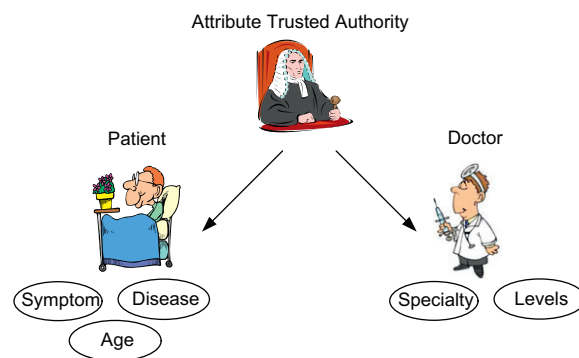 Attribute Trusted Authority
Patient
Doctor
Symptom
Disease
Age
Specialty
Levels